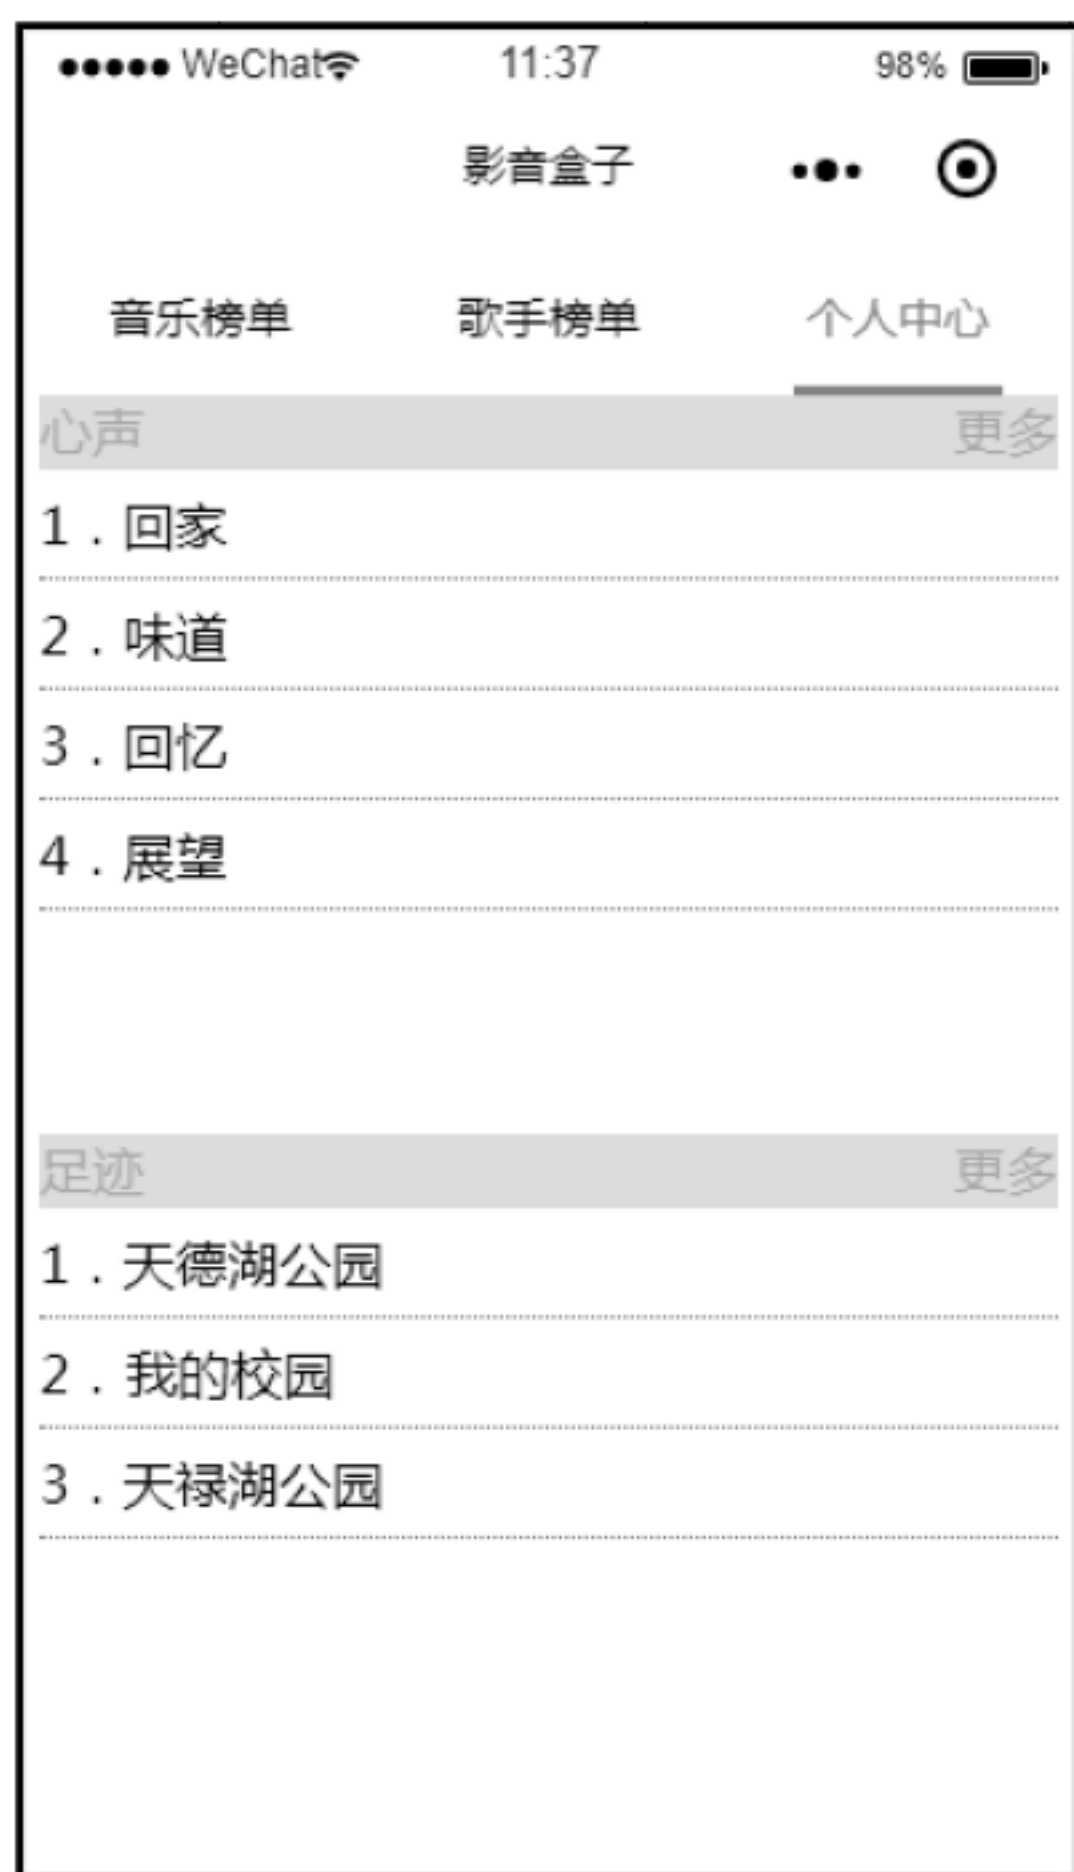 WeChat 11:37 98%
影音盒子
音乐榜单 歌手榜单 个人中心
心声 更多
1．回家
2．味道
3．回忆
4．展望
足迹 更多
1．天德湖公园
2．我的校园
3．天禄湖公园